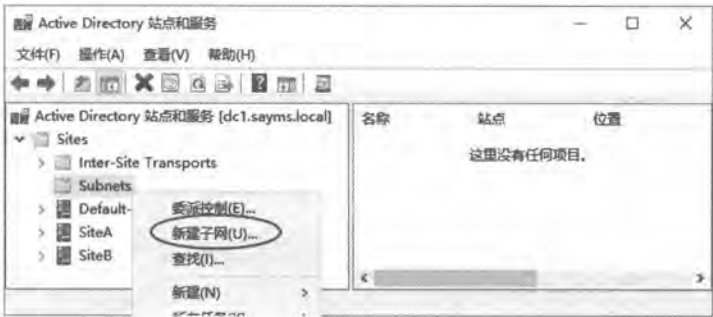 Active Directory 站点和服务
文件(F) 操作(A) 查看(V) 帮助(H)
Active Directory 站点和服务 [dc1.sayms.local]
名称 站点 位置
Sites
这里没有任何项目。
Inter-Site Transports
Subnets
Default-
委派控制(E)...
SiteA
新建子网(U)...
SiteB
查找(I)...
新建(N)